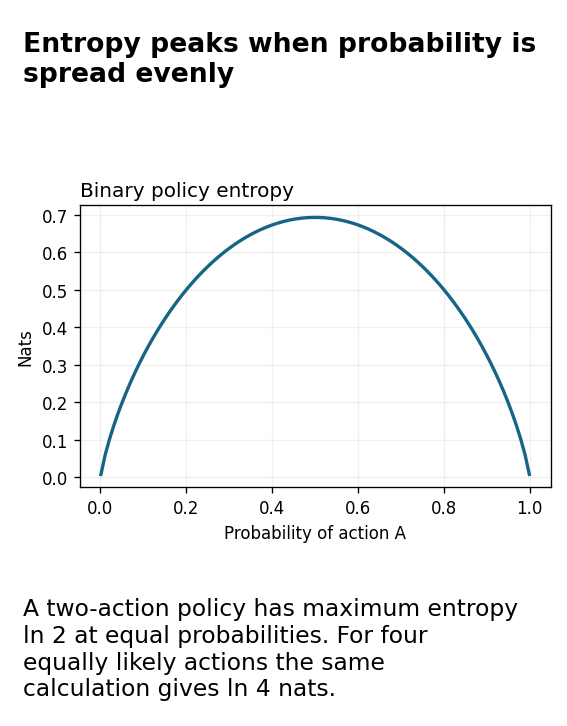 Entropy peaks when probability is
spread evenly
Binary policy entropy
0.7
0.6
0.5
0.4
0.3
0.2
0.1
0.0
Nats
0.0 0.2 0.4 0.6 0.8 1.0
Probability of action A
A two-action policy has maximum entropy
ln 2 at equal probabilities. For four
equally likely actions the same
calculation gives ln 4 nats.